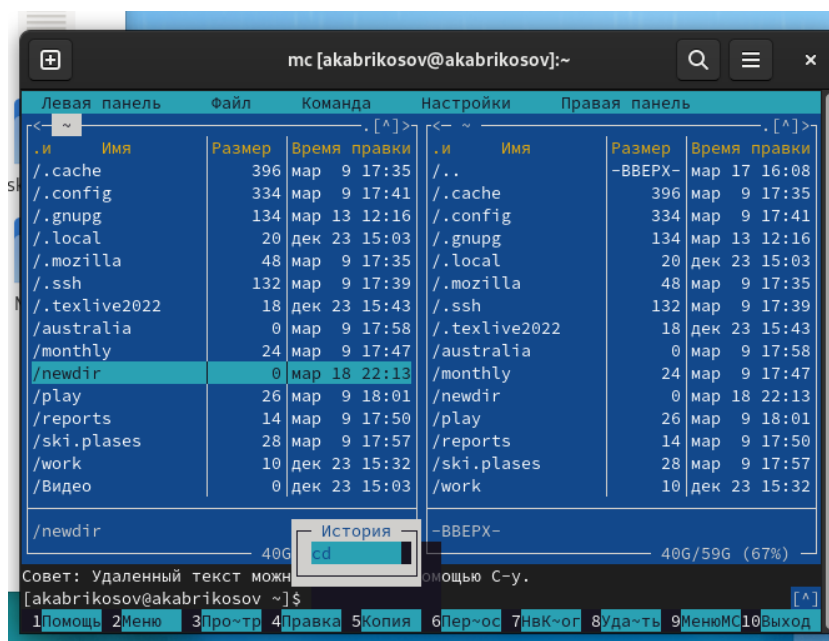 mc [akabrikosov@akabrikosov]:~
Левая панель Файл Команда Настройки Правая панель
<— ~ .[^]> <— ~ .[^]>
.и Имя Размер Время правки .и Имя Размер Время правки
/.cache 396 мар 9 17:35 /.. -ВВЕРХ- мар 17 16:08
/.config 334 мар 9 17:41 /.cache 396 мар 9 17:35
/.gnupg 134 мар 13 12:16 /.config 334 мар 9 17:41
/.local 20 дек 23 15:03 /.gnupg 134 мар 13 12:16
/.mozilla 48 мар 9 17:35 /.local 20 дек 23 15:03
/.ssh 132 мар 9 17:39 /.mozilla 48 мар 9 17:35
/.texlive2022 18 дек 23 15:43 /.ssh 132 мар 9 17:39
/australia 0 мар 9 17:58 /.texlive2022 18 дек 23 15:43
/monthly 24 мар 9 17:47 /australia 0 мар 9 17:58
/newdir 0 мар 18 22:13 /monthly 24 мар 9 17:47
/play 26 мар 9 18:01 /newdir 0 мар 18 22:13
/reports 14 мар 9 17:50 /play 26 мар 9 18:01
/ski.plases 28 мар 9 17:57 /reports 14 мар 9 17:50
/work 10 дек 23 15:32 /ski.plases 28 мар 9 17:57
/Видео 0 дек 23 15:03 /work 10 дек 23 15:32
/newdir История -ВВЕРХ-
40G cd 40G/59G (67%)
Совет: Удаленный текст можн омощью C-y.
[akabrikosov@akabrikosov ~]$ [^]
1Помощь 2Меню 3Про~тр 4Правка 5Копия 6Пер~ос 7НвК~ог 8Уда~ть 9МенюMC 10Выход